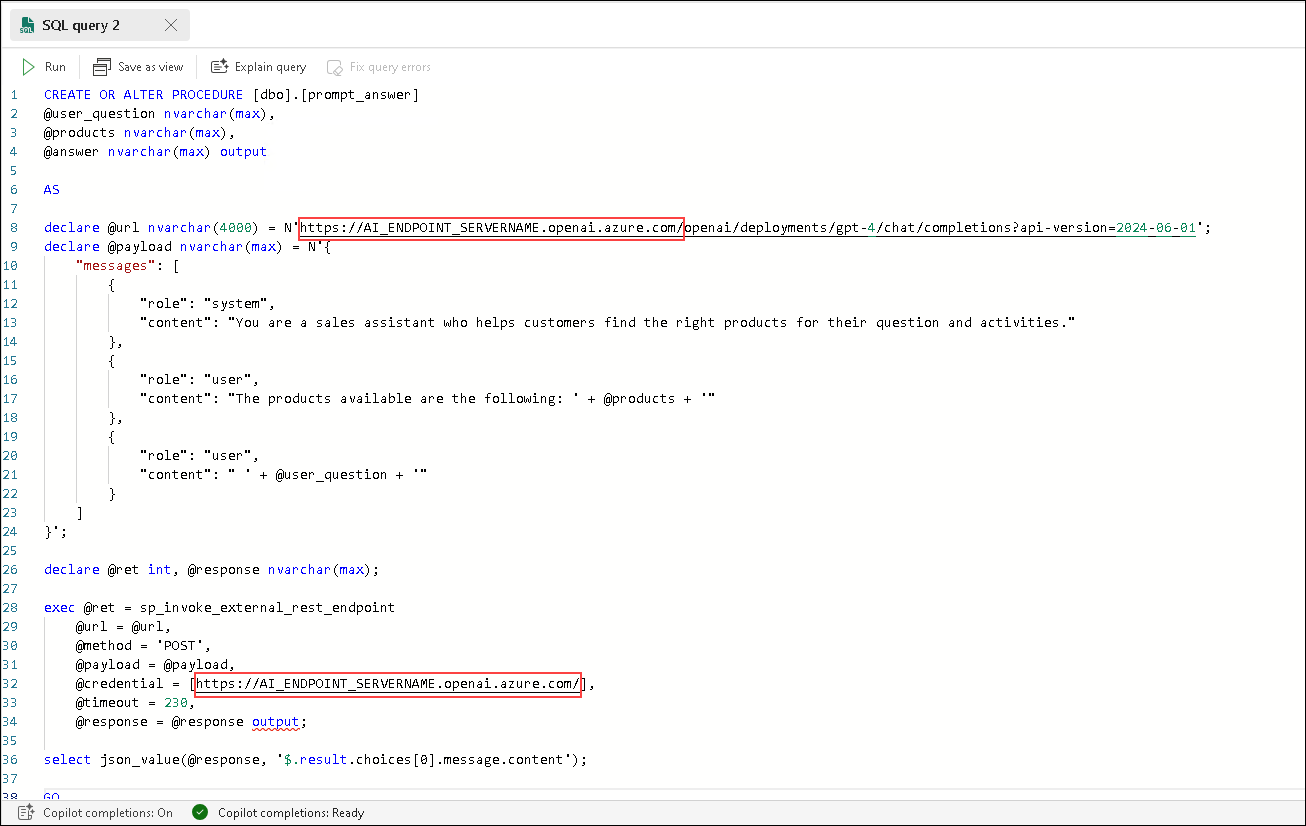 SQL query 2
Run Save as view Explain query Fix query errors
1 CREATE OR ALTER PROCEDURE [dbo].[prompt_answer]
2 @user_question nvarchar(max),
3 @products nvarchar(max),
4 @answer nvarchar(max) output
5
6 AS
7
8 declare @url nvarchar(4000) = N'https://AI_ENDPOINT_SERVERNAME.openai.azure.com/openai/deployments/gpt-4/chat/completions?api-version=2024-06-01';
9 declare @payload nvarchar(max) = N'{
10 "messages": [
11 {
12 "role": "system",
13 "content": "You are a sales assistant who helps customers find the right products for their question and activities."
14 },
15 {
16 "role": "user",
17 "content": "The products available are the following: ' + @products + '"
18 },
19 {
20 "role": "user",
21 "content": " ' + @user_question + '"
22 }
23 ]
24 }';
25
26 declare @ret int, @response nvarchar(max);
27
28 exec @ret = sp_invoke_external_rest_endpoint
29 @url = @url,
30 @method = 'POST',
31 @payload = @payload,
32 @credential = [https://AI_ENDPOINT_SERVERNAME.openai.azure.com/],
33 @timeout = 230,
34 @response = @response output;
35
36 select json_value(@response, '$.result.choices[0].message.content');
37
38 GO
Copilot completions: On Copilot completions: Ready